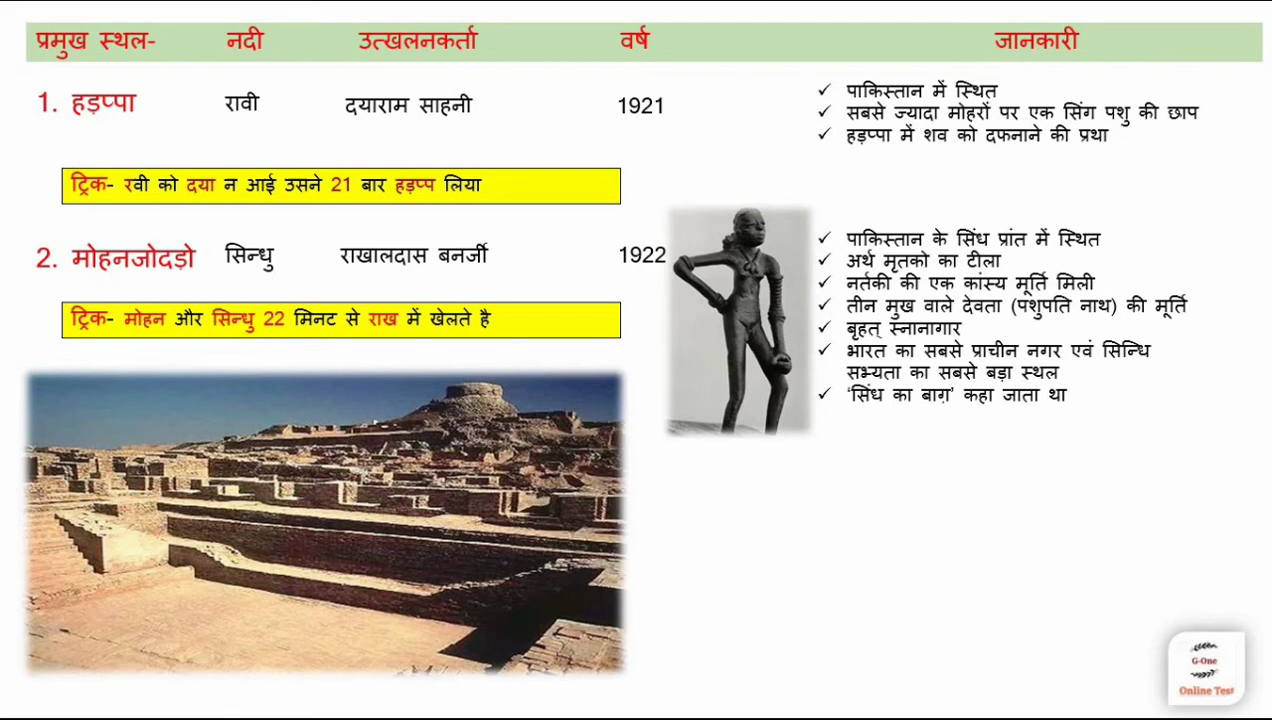 प्रमुख स्थल- नदी उत्खलनकर्ता वर्ष जानकारी
1. हड़प्पा रावी दयाराम साहनी 1921
✓ पाकिस्तान में स्थित
✓ सबसे ज्यादा मोहरों पर एक सिंग पशु की छाप
✓ हड़प्पा में शव को दफनाने की प्रथा
ट्रिक- रवी को दया न आई उसने 21 बार हड़प्प लिया
2. मोहनजोदड़ो सिन्धु राखालदास बनर्जी 1922
✓ पाकिस्तान के सिंध प्रांत में स्थित
✓ अर्थ मृतको का टीला
✓ नर्तकी की एक कांस्य मूर्ति मिली
✓ तीन मुख वाले देवता (पशुपति नाथ) की मूर्ति
✓ बृहत् स्नानागार
✓ भारत का सबसे प्राचीन नगर एवं सिन्धि
सभ्यता का सबसे बड़ा स्थल
✓ ‘सिंध का बाग़’ कहा जाता था
ट्रिक- मोहन और सिन्धु 22 मिनट से राख में खेलते है
G-One
Online Test